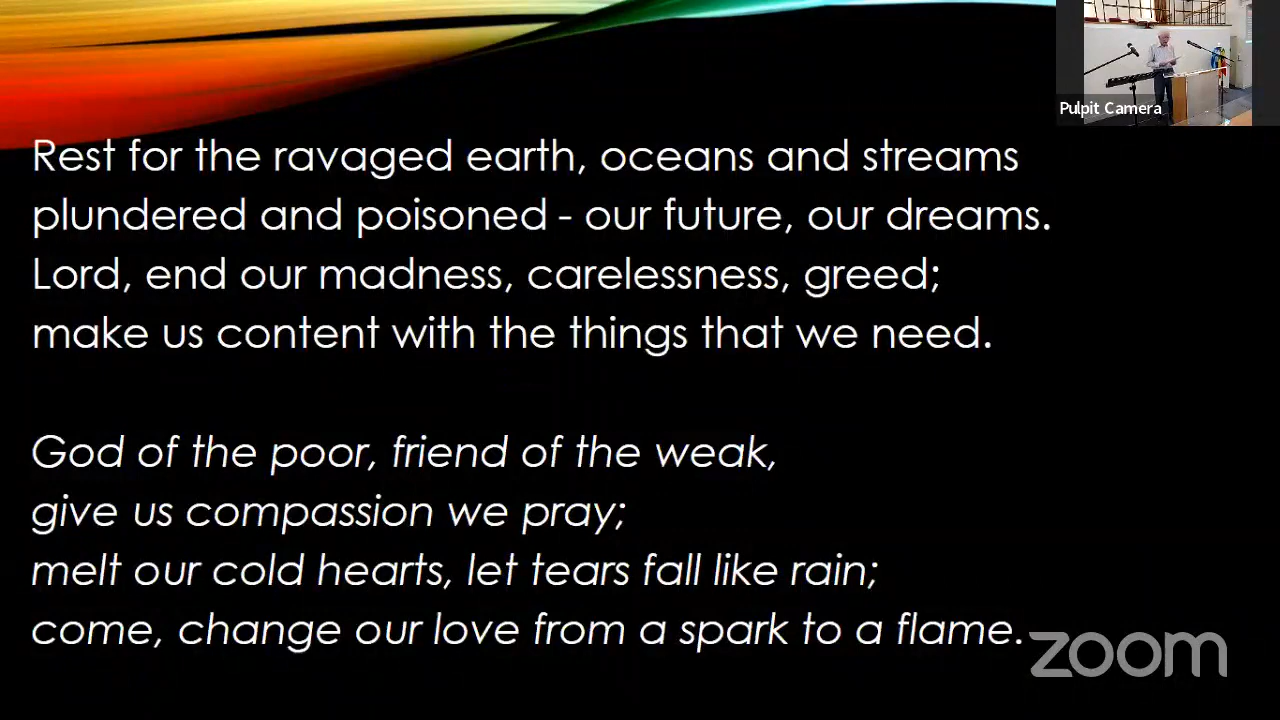 Pulpit Camera
Rest for the ravaged earth, oceans and streams
plundered and poisoned - our future, our dreams.
Lord, end our madness, carelessness, greed;
make us content with the things that we need.
God of the poor, friend of the weak,
give us compassion we pray;
melt our cold hearts, let tears fall like rain;
come, change our love from a spark to a flame.
zoom